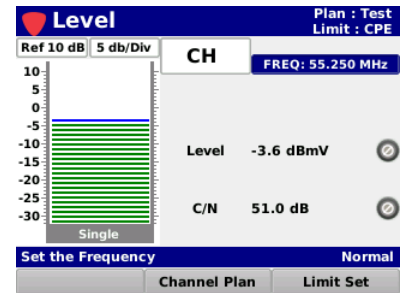 Level
Plan : Test
Limit : CPE
Ref 10 dB 5 db/Div
CH
FREQ: 55.250 MHz
10
5
0
-5
-10
-15
-20
-25
-30
Level -3.6 dBmV
C/N 51.0 dB
Single
Set the Frequency Normal
Channel Plan Limit Set